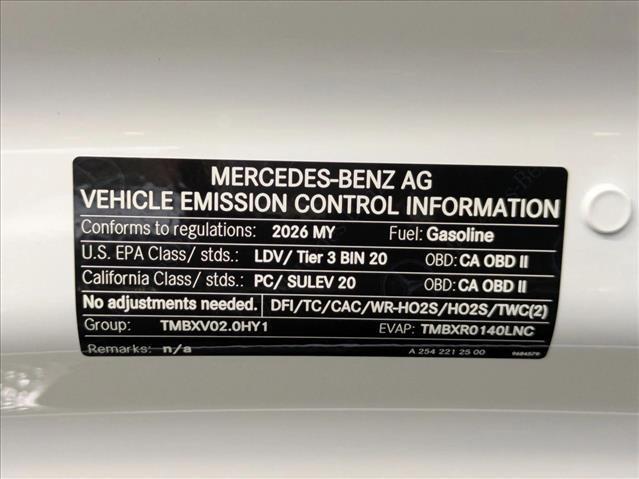 MERCEDES-BENZ AG
VEHICLE EMISSION CONTROL INFORMATION
Conforms to regulations: 2026 MY Fuel: Gasoline
U.S. EPA Class/ stds.: LDV/ Tier 3 BIN 20 OBD: CA OBD II
California Class/ stds.: PC/ SULEV 20 OBD: CA OBD II
No adjustments needed. DFI/TC/CAC/WR-HO2S/HO2S/TWC(2)
Group: TMBXV02.0HY1 EVAP: TMBXR0140LNC
Remarks: n/a A 254 221 25 00